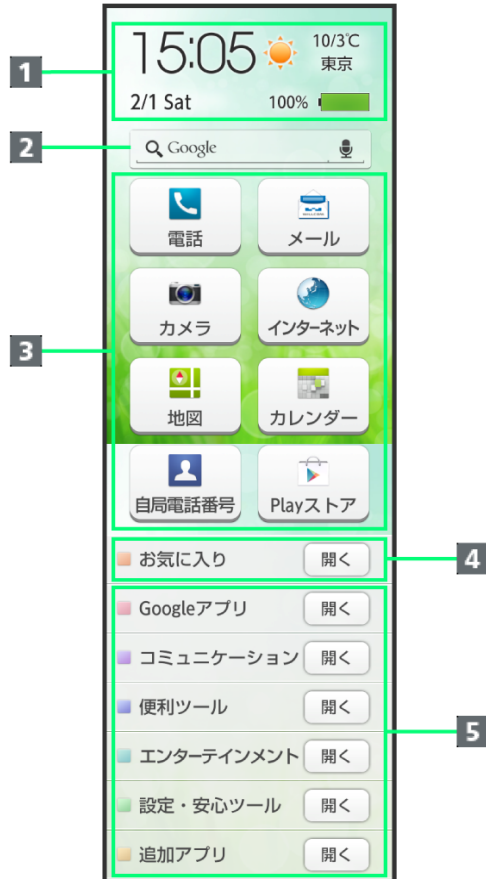 15:05
10/3℃
東京
2/1 Sat
100%
1
Google
2
電話
メール
カメラ
インターネット
3
地図
カレンダー
自局電話番号
Playストア
お気に入り
開く
4
Googleアプリ
開く
コミュニケーション
開く
便利ツール
開く
5
エンターテインメント
開く
設定・安心ツール
開く
追加アプリ
開く